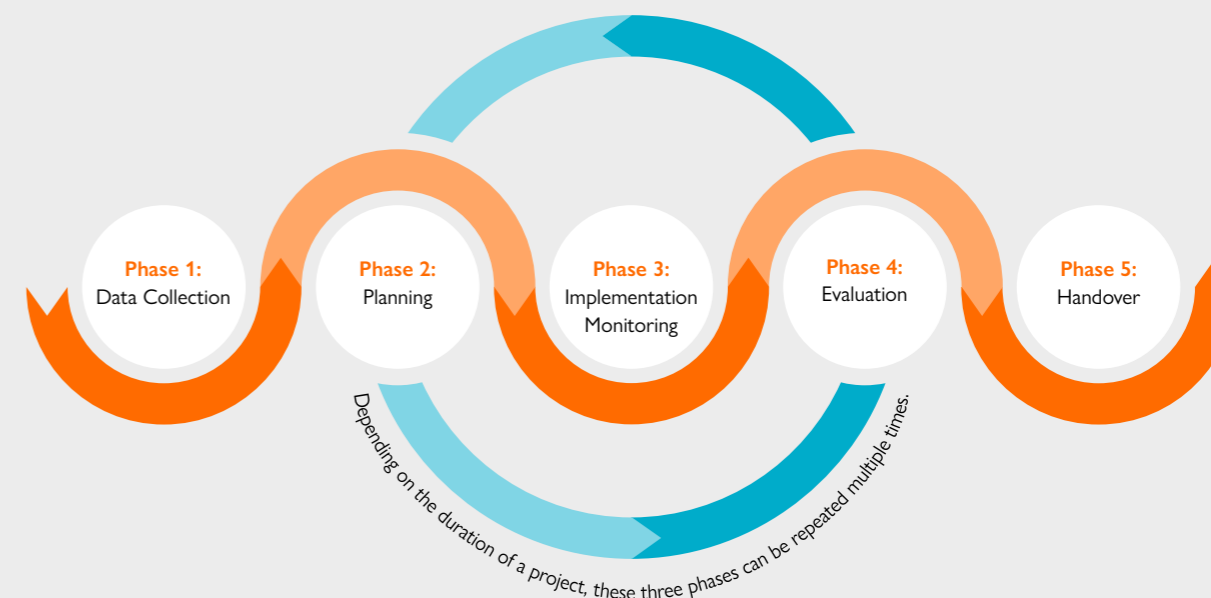 Phase 1:
Data Collection
Phase 2:
Planning
Phase 3:
Implementation
Monitoring
Phase 4:
Evaluation
Phase 5:
Handover
Depending on the duration of a project, these three phases can be repeated multiple times.